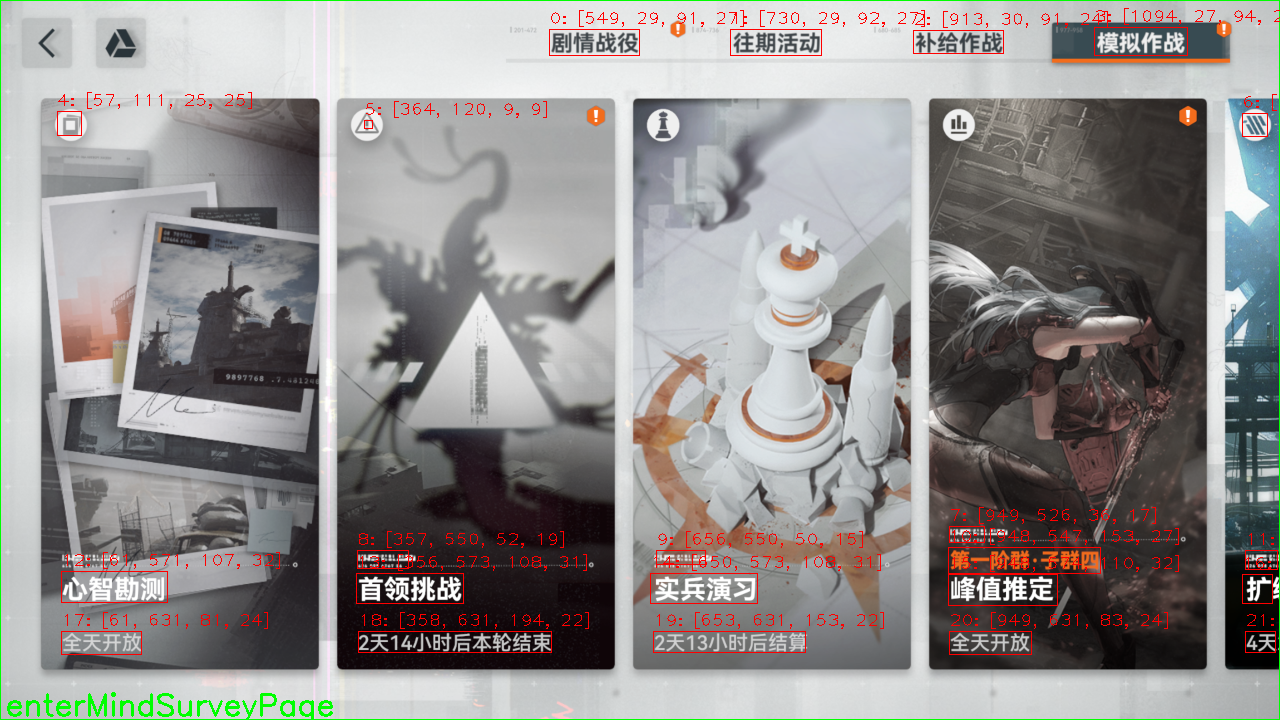 0: [549, 29, 91, 27]
1: [730, 29, 92, 27]
2: [913, 30, 91, 24]
3: [1094, 27, 94, 2
剧情战役
往期活动
补给作战
模拟作战
4: [57, 111, 25, 25]
5: [364, 120, 9, 9]
6: [
9897768
8: [357, 550, 52, 19]
9: [656, 550, 50, 15]
7: [949, 526, 36, 17]
[948, 547, 153, 27]
第一阶群·子群四
12: [61, 571, 107, 37]
[356, 573, 108, 31]
[650, 573, 108, 31]
110, 32]
11:
心智勘测
首领挑战
实兵演习
峰值推定
扩
17: [61, 631, 81, 24]
18: [358, 631, 194, 22]
19: [653, 631, 153, 22]
20: [949, 631, 83, 24]
21:
全天开放
2天14小时后本轮结束
2天13小时后结算
全天开放
4天
enterMindSurveyPage